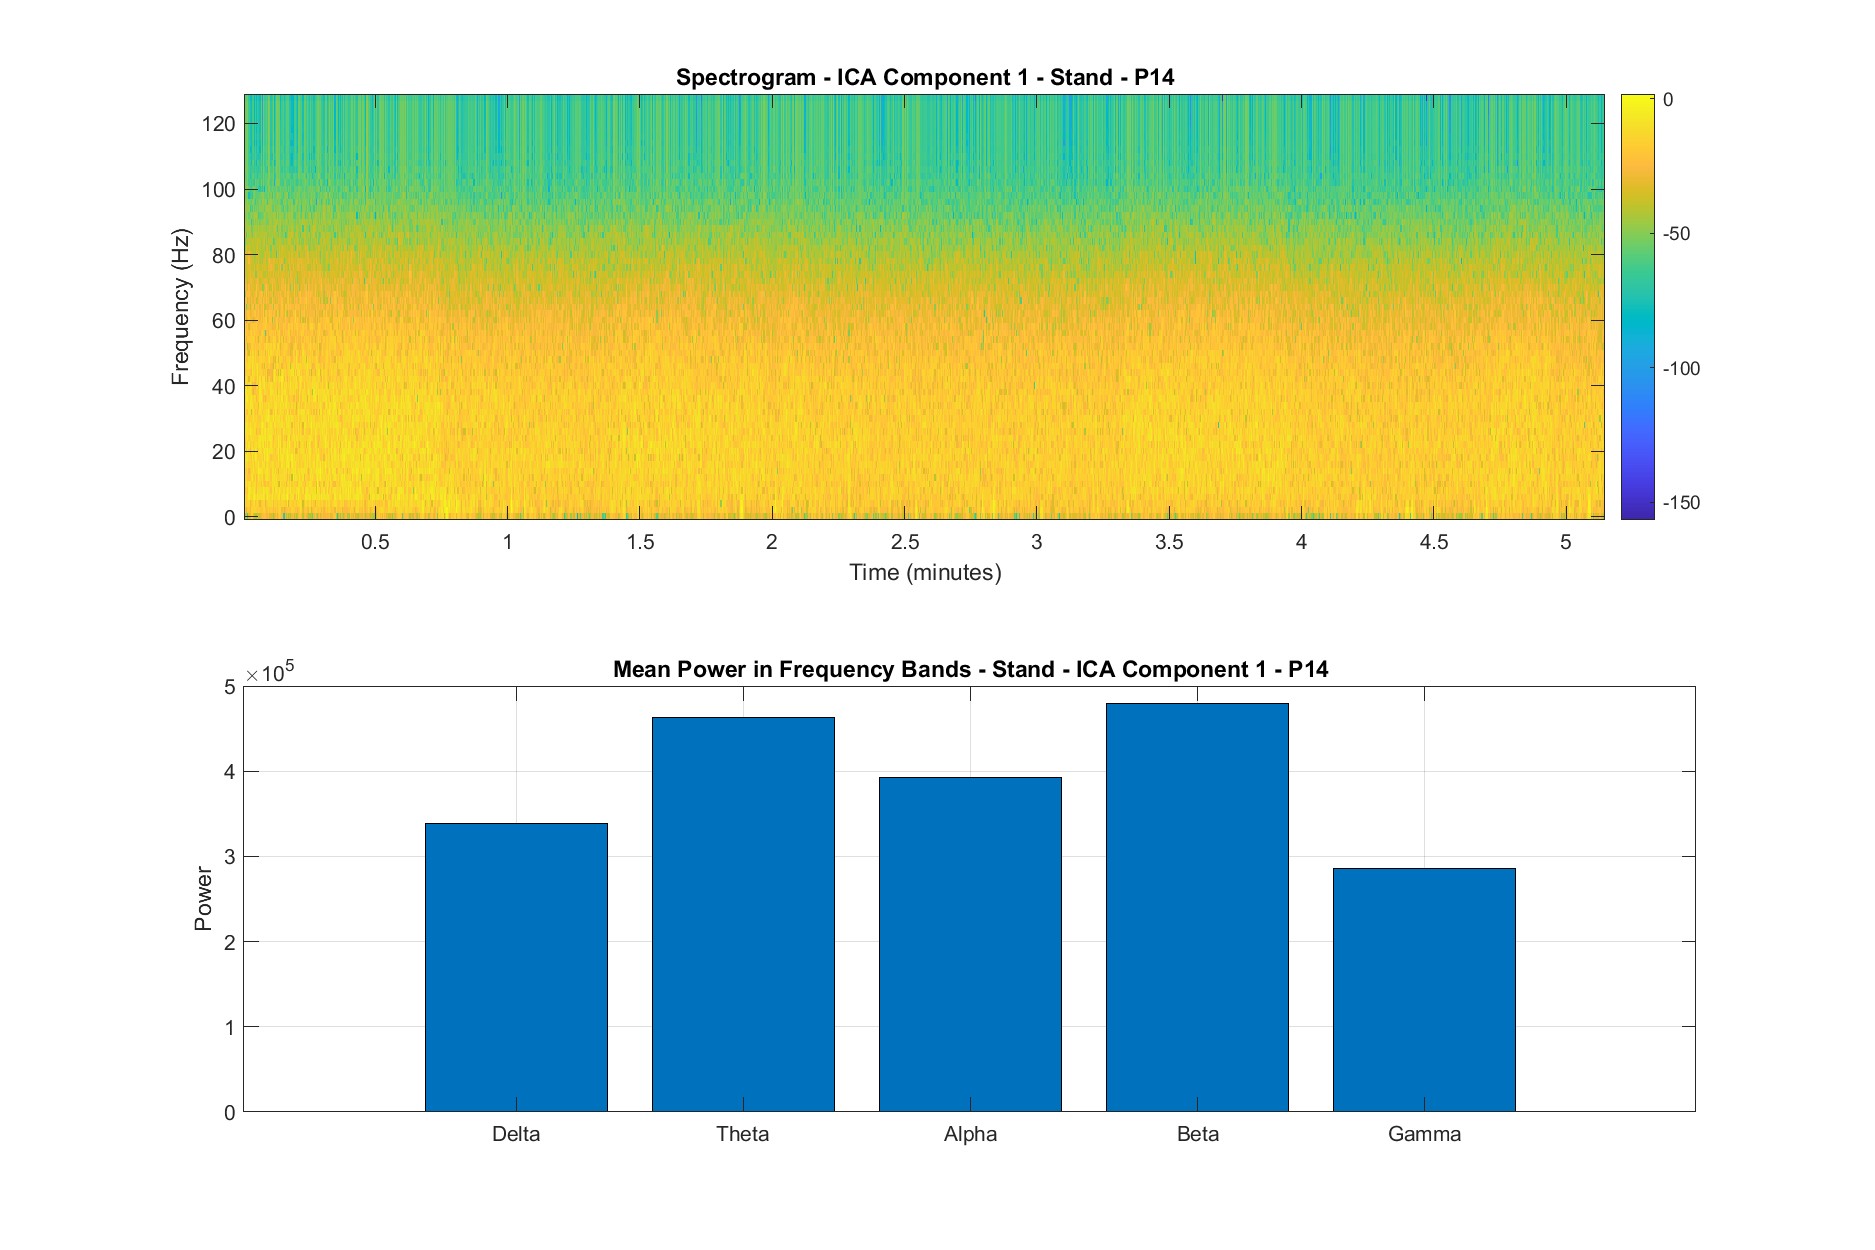 Spectrogram - ICA Component 1 - Stand - P14
Frequency (Hz)
120
100
80
60
40
20
0
0.5 1 1.5 2 2.5 3 3.5 4 4.5 5
Time (minutes)
0
-50
-100
-150
Mean Power in Frequency Bands - Stand - ICA Component 1 - P14
×10⁵
Power
5
4
3
2
1
0
Delta Theta Alpha Beta Gamma